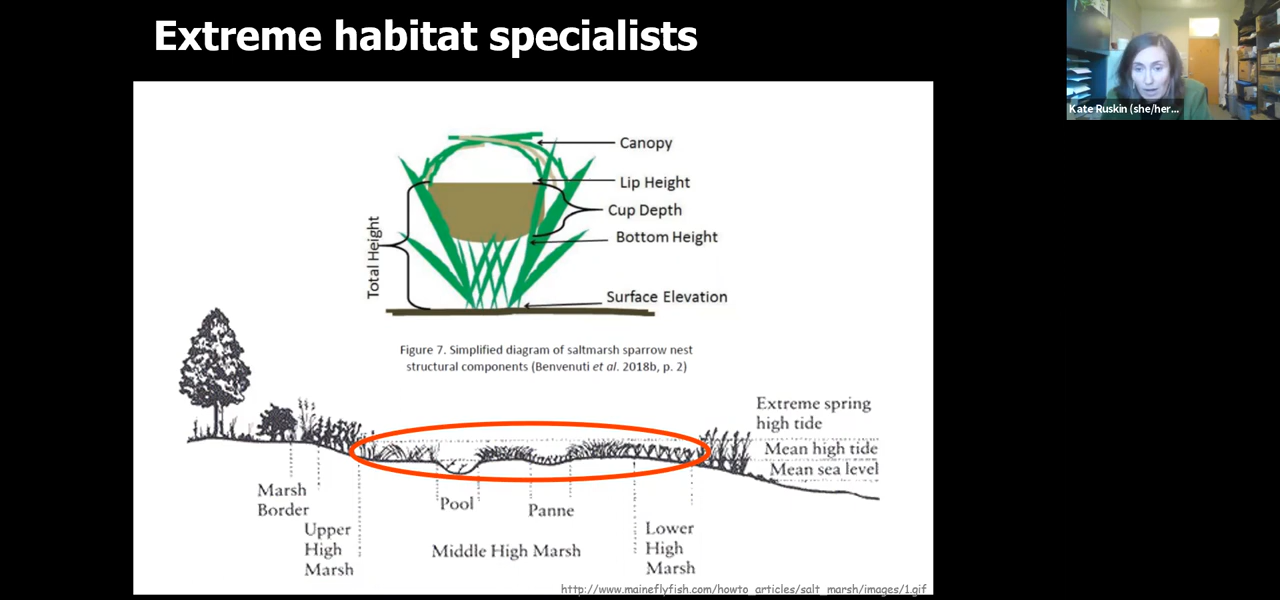 Extreme habitat specialists
Kate Ruskin (she/her...
Canopy
Lip Height
Cup Depth
Bottom Height
Total Height
Surface Elevation
Figure 7. Simplified diagram of saltmarsh sparrow nest
structural components (Benvenuti et al. 2018b, p. 2)
Extreme spring
high tide
Mean high tide
Mean sea level
Marsh
Border
Upper
High
Marsh
Pool
Panne
Middle High Marsh
Lower
High
Marsh
http://www.maineflyfish.com/howto_articles/salt_marsh/images/1.gif